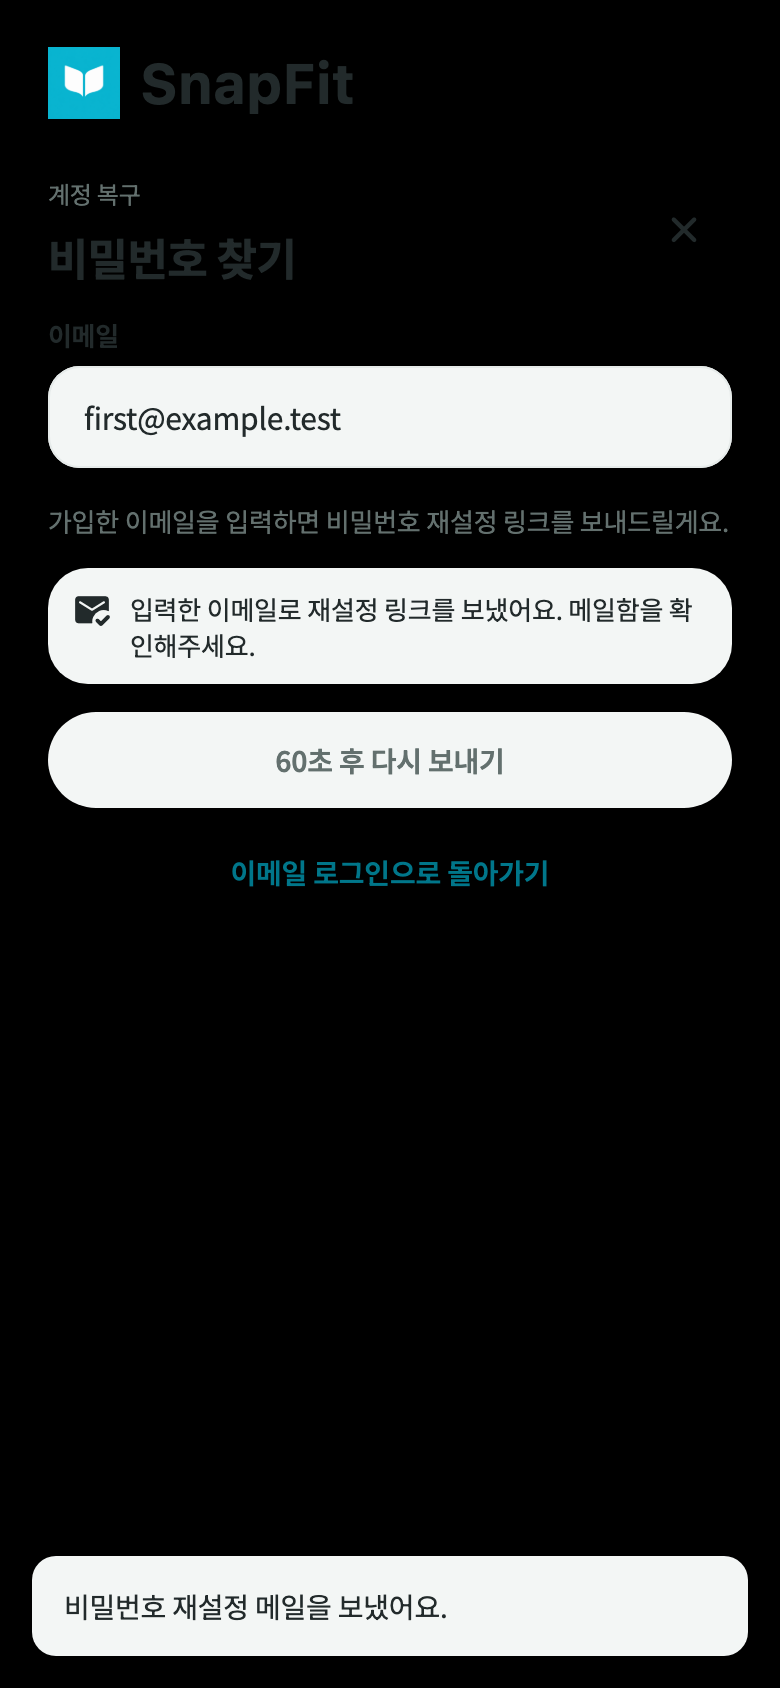 SnapFit
계정 복구
비밀번호 찾기
이메일
first@example.test
가입한 이메일을 입력하면 비밀번호 재설정 링크를 보내드릴게요.
입력한 이메일로 재설정 링크를 보냈어요. 메일함을 확
인해주세요.
60초 후 다시 보내기
이메일 로그인으로 돌아가기
비밀번호 재설정 메일을 보냈어요.